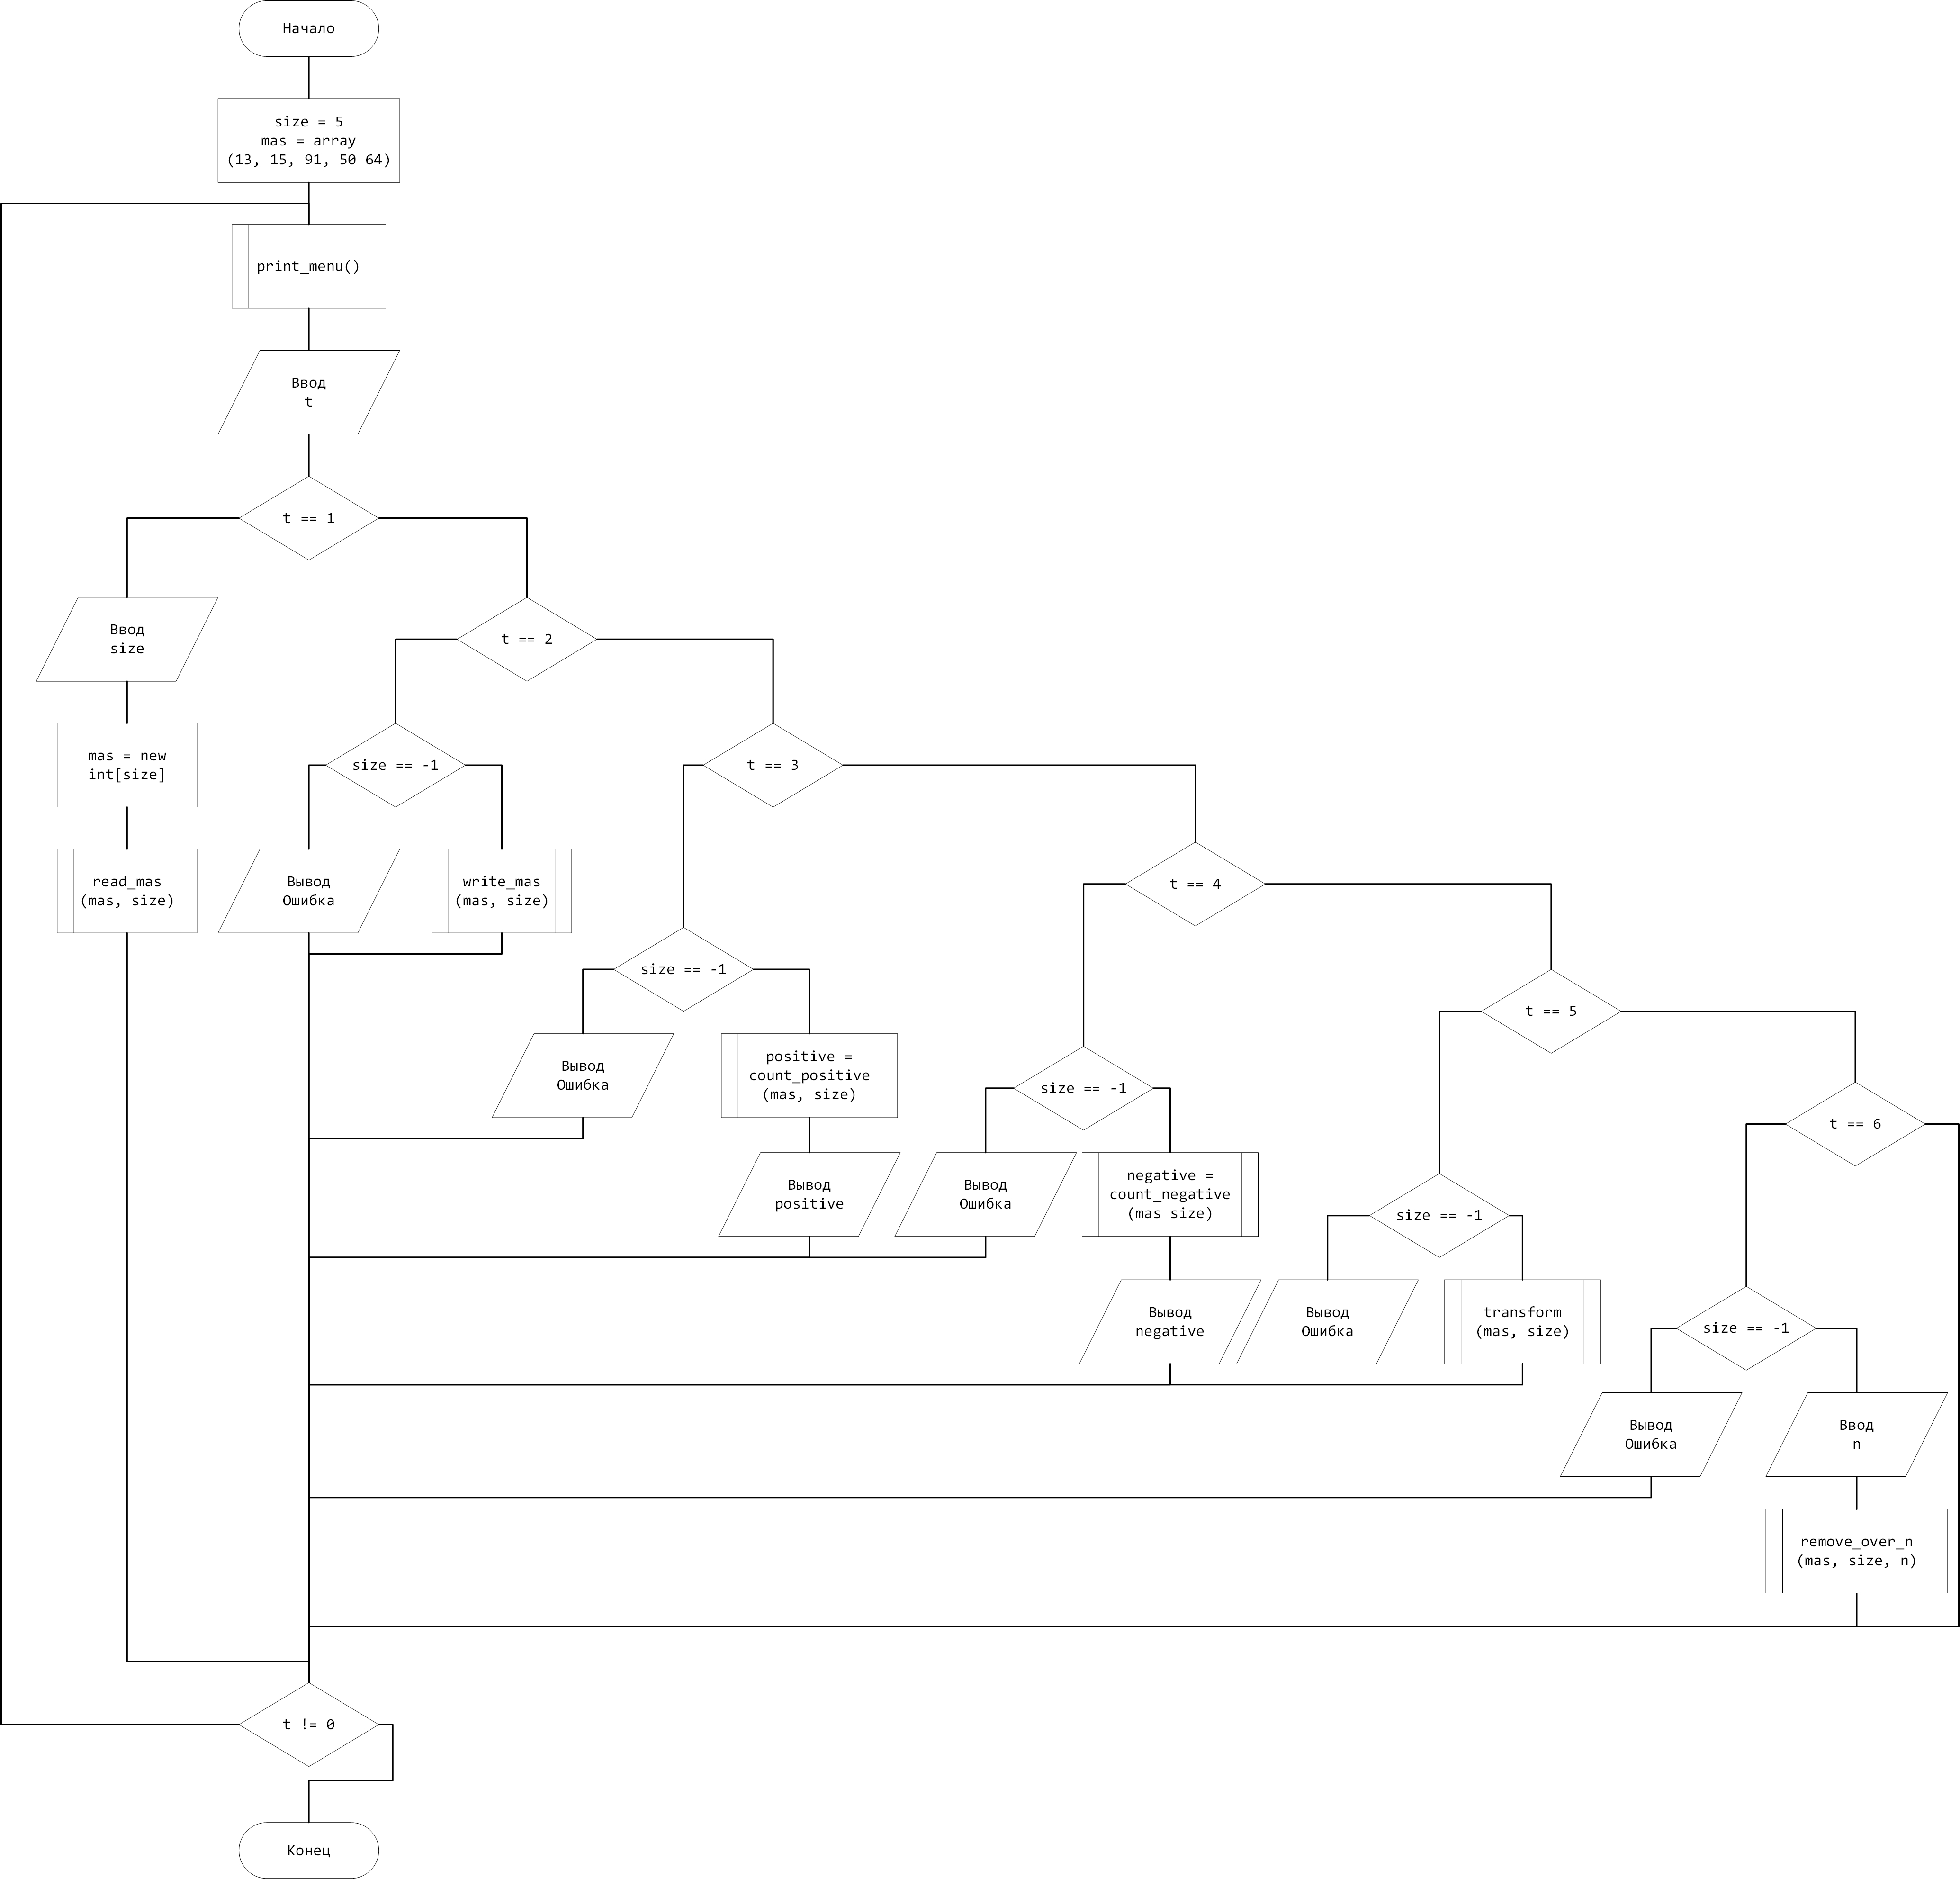 Начало
size = 5
mas = array
(13, 15, 91, 50 64)
print_menu()
Ввод
t
t == 1
Ввод
size
t == 2
mas = new
int[size]
size == -1
t == 3
read_mas
(mas, size)
Вывод
Ошибка
write_mas
(mas, size)
t == 4
size == -1
t == 5
Вывод
Ошибка
positive =
count_positive
(mas, size)
size == -1
t == 6
Вывод
positive
Вывод
Ошибка
negative =
count_negative
(mas size)
size == -1
Вывод
negative
Вывод
Ошибка
transform
(mas, size)
size == -1
Вывод
Ошибка
Ввод
n
remove_over_n
(mas, size, n)
t != 0
Конец